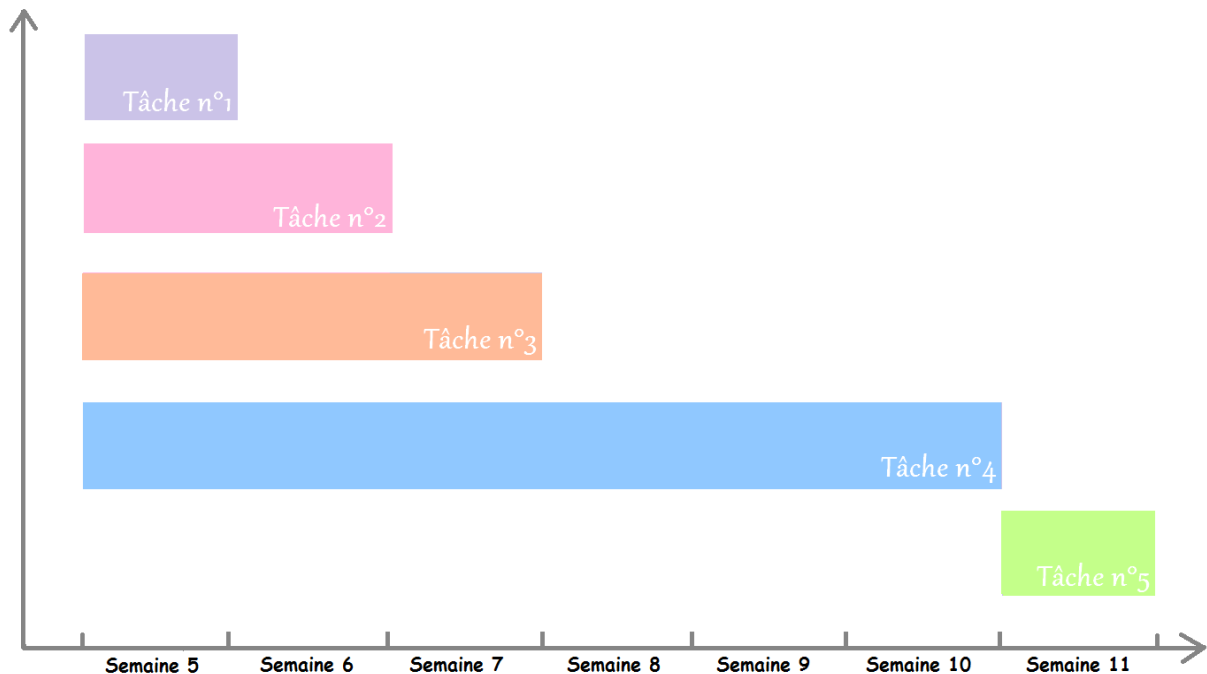 Tâche n°1
Tâche n°2
Tâche n°3
Tâche n°4
Tâche n°5
Semaine 5 Semaine 6 Semaine 7 Semaine 8 Semaine 9 Semaine 10 Semaine 11